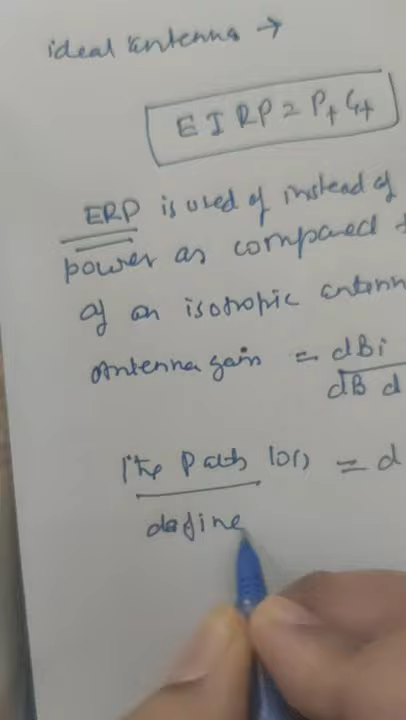 ideal antenna →
EIRP = Pt Gt
ERP is used of instead of
power as compared
of an isotropic antenn
Antenna gain = dBi
dB d
The Path loss = d
define